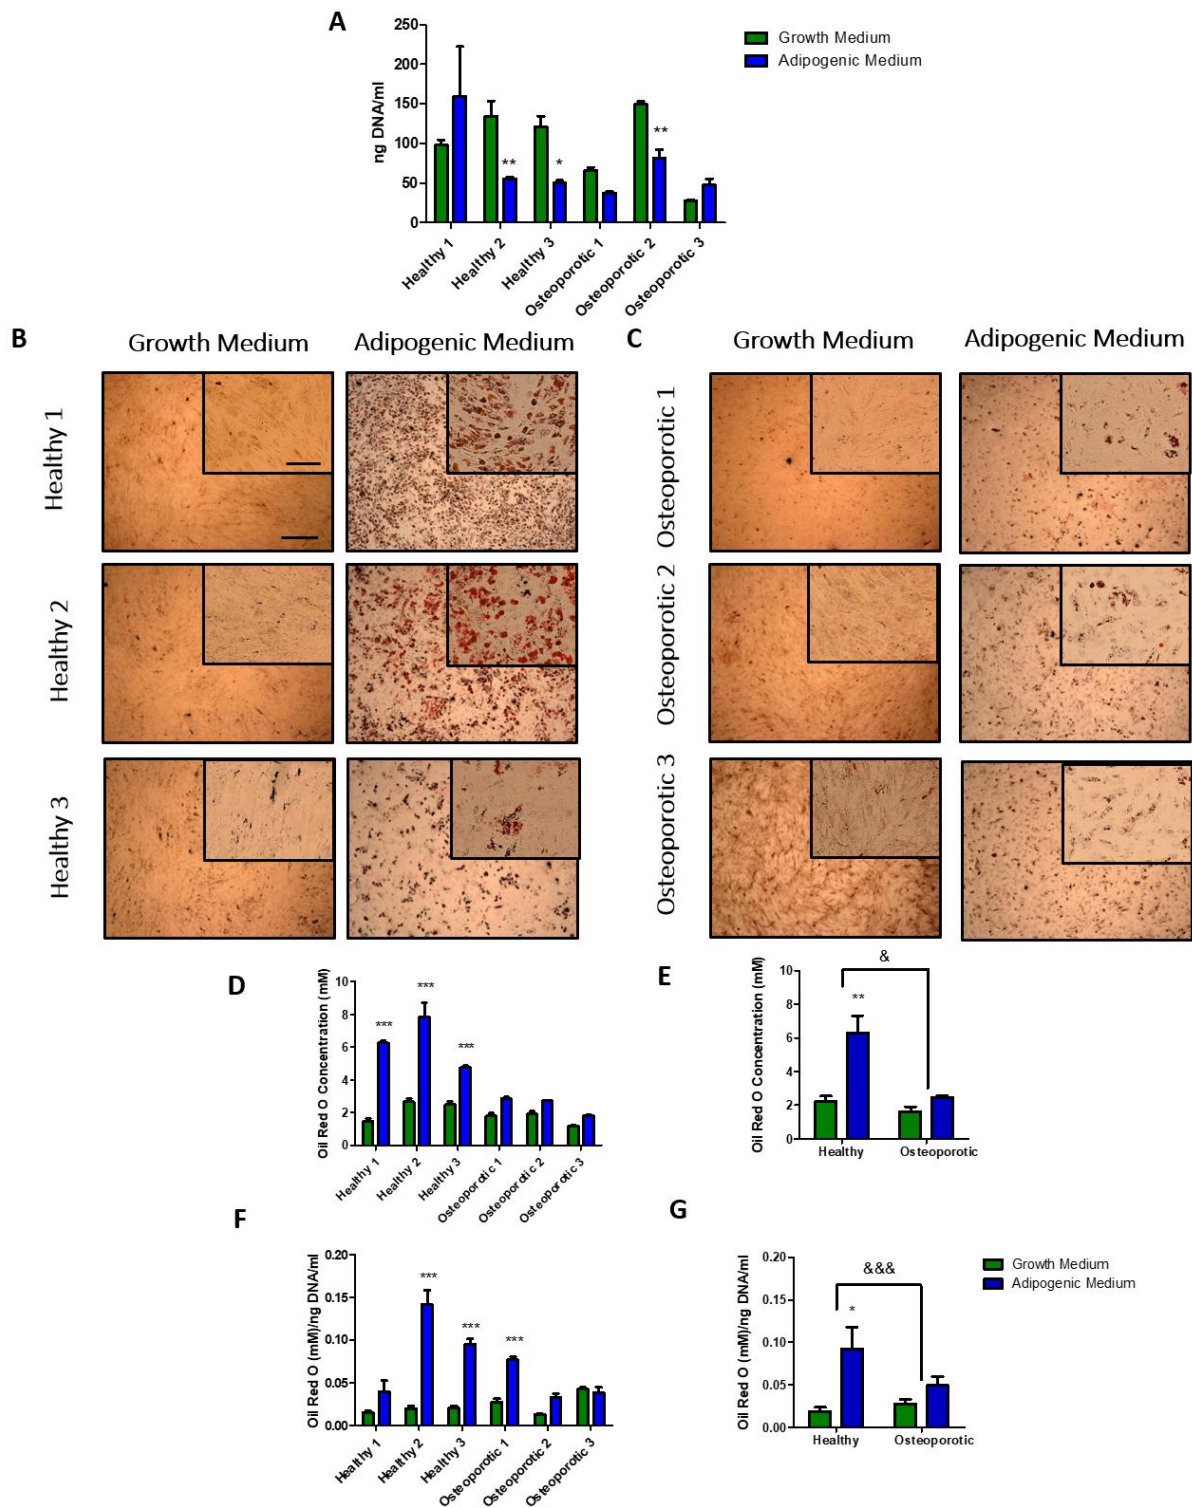 A
250
200
150
100
50
0
ng DNA/ml
Growth Medium
Adipogenic Medium
**
*
**
Healthy 1
Healthy 2
Healthy 3
Osteoporotic 1
Osteoporotic 2
Osteoporotic 3
B
Growth Medium
Adipogenic Medium
Healthy 1
Healthy 2
Healthy 3
C
Growth Medium
Adipogenic Medium
Osteoporotic 1
Osteoporotic 2
Osteoporotic 3
D
Oil Red O Concentration (mM)
10
8
6
4
2
0
***
***
***
Healthy 1
Healthy 2
Healthy 3
Osteoporotic 1
Osteoporotic 2
Osteoporotic 3
E
Oil Red O Concentration (mM)
10
8
6
4
2
0
&
**
Healthy
Osteoporotic
F
Oil Red O (mM)/ng DNA/ml
0.20
0.15
0.10
0.05
0.00
***
***
***
Healthy 1
Healthy 2
Healthy 3
Osteoporotic 1
Osteoporotic 2
Osteoporotic 3
G
Oil Red O (mM)/ng DNA/ml
0.20
0.15
0.10
0.05
0.00
&&&
*
Healthy
Osteoporotic
Growth Medium
Adipogenic Medium